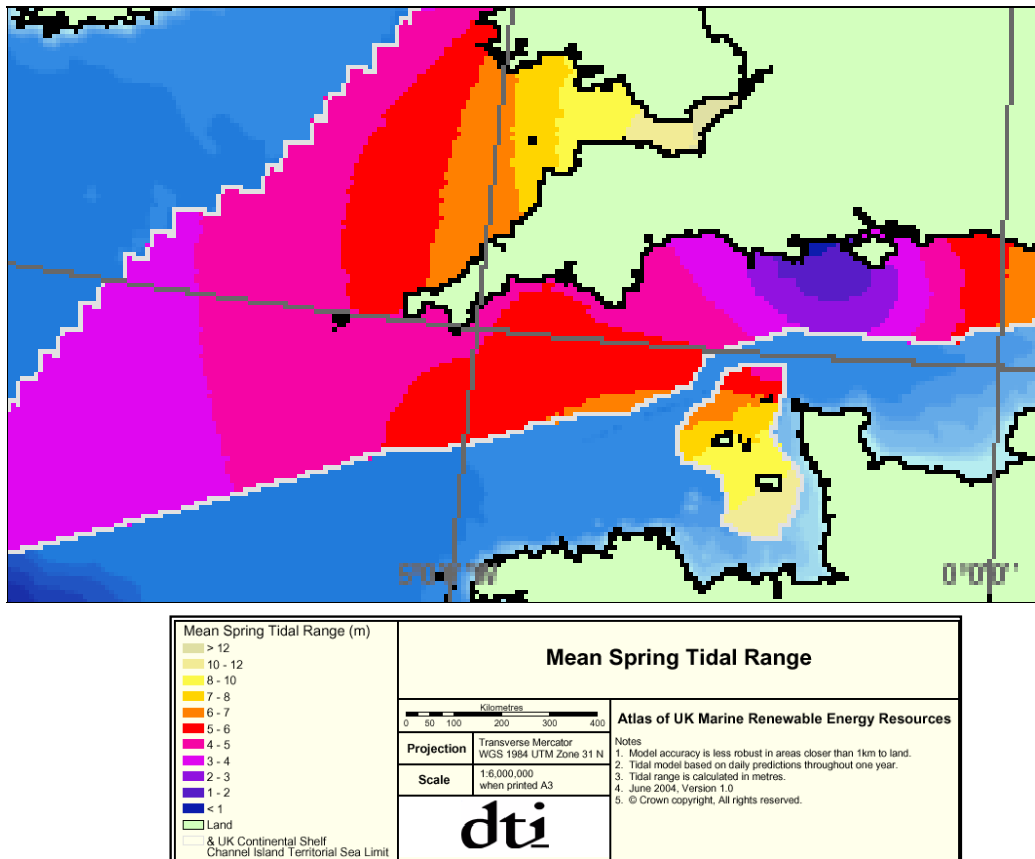 5°0'0"W
0°0'0"
Mean Spring Tidal Range (m)
> 12
10 - 12
8 - 10
7 - 8
6 - 7
5 - 6
4 - 5
3 - 4
2 - 3
1 - 2
< 1
Land
& UK Continental Shelf
Channel Island Territorial Sea Limit
Mean Spring Tidal Range
Kilometres
0 50 100 200 300 400
Projection
Transverse Mercator
WGS 1984 UTM Zone 31 N
Scale
1:6,000,000
when printed A3
dti
Atlas of UK Marine Renewable Energy Resources
Notes
1. Model accuracy is less robust in areas closer than 1km to land.
2. Tidal model based on daily predictions throughout one year.
3. Tidal range is calculated in metres.
4. June 2004, Version 1.0
5. © Crown copyright, All rights reserved.